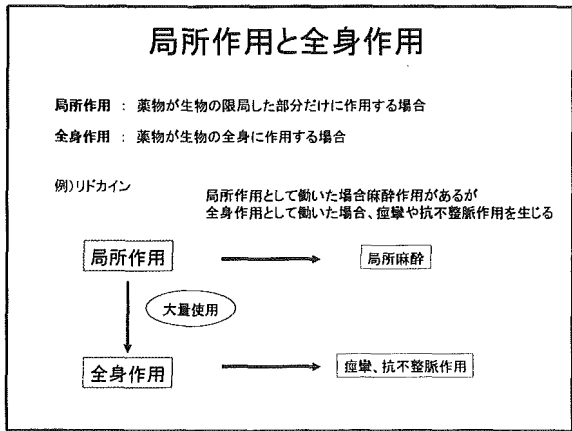 局所作用と全身作用
局所作用 : 薬物が生物の限局した部分だけに作用する場合
全身作用 : 薬物が生物の全身に作用する場合
例)リドカイン
局所作用として働いた場合麻酔作用があるが
全身作用として働いた場合、痙攣や抗不整脈作用を生じる
局所作用
局所麻酔
大量使用
全身作用
痙攣、抗不整脈作用